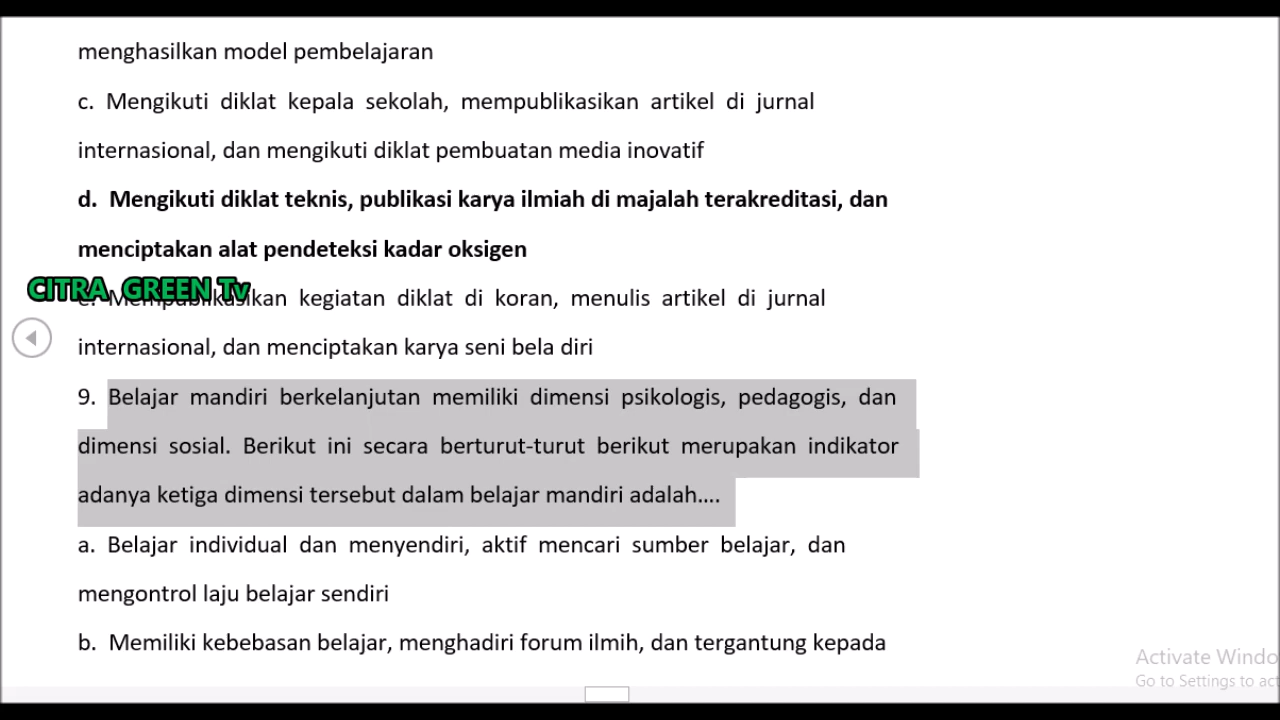 menghasilkan model pembelajaran
c. Mengikuti diklat kepala sekolah, mempublikasikan artikel di jurnal
internasional, dan mengikuti diklat pembuatan media inovatif
d. Mengikuti diklat teknis, publikasi karya ilmiah di majalah terakreditasi, dan
menciptakan alat pendeteksi kadar oksigen
CITRA GREEN Tv
e. Mempublikasikan kegiatan diklat di koran, menulis artikel di jurnal
internasional, dan menciptakan karya seni bela diri
9. Belajar mandiri berkelanjutan memiliki dimensi psikologis, pedagogis, dan
dimensi sosial. Berikut ini secara berturut-turut berikut merupakan indikator
adanya ketiga dimensi tersebut dalam belajar mandiri adalah....
a. Belajar individual dan menyendiri, aktif mencari sumber belajar, dan
mengontrol laju belajar sendiri
b. Memiliki kebebasan belajar, menghadiri forum ilmih, dan tergantung kepada
Activate Windo
Go to Settings to act